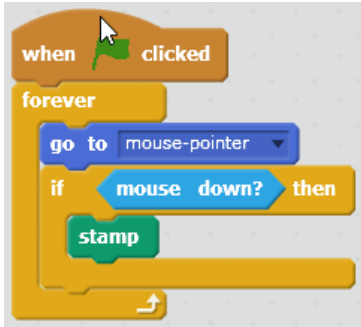 when clicked
forever
go to mouse-pointer
if mouse down? then
stamp